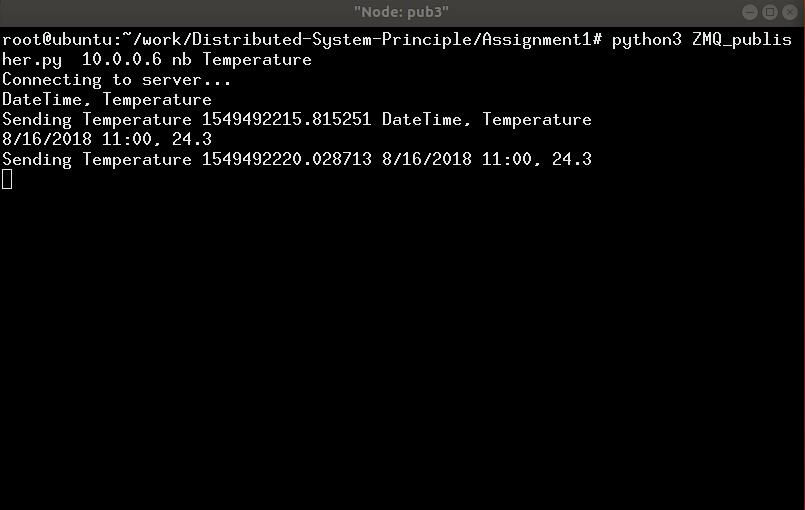 "Node: pub3"
root@ubuntu:~/work/Distributed-System-Principle/Assignment1# python3 ZMQ_publis
her.py  10.0.0.6 nb Temperature
Connecting to server...
DateTime, Temperature
Sending Temperature 1549492215.815251 DateTime, Temperature
8/16/2018 11:00, 24.3
Sending Temperature 1549492220.028713 8/16/2018 11:00, 24.3